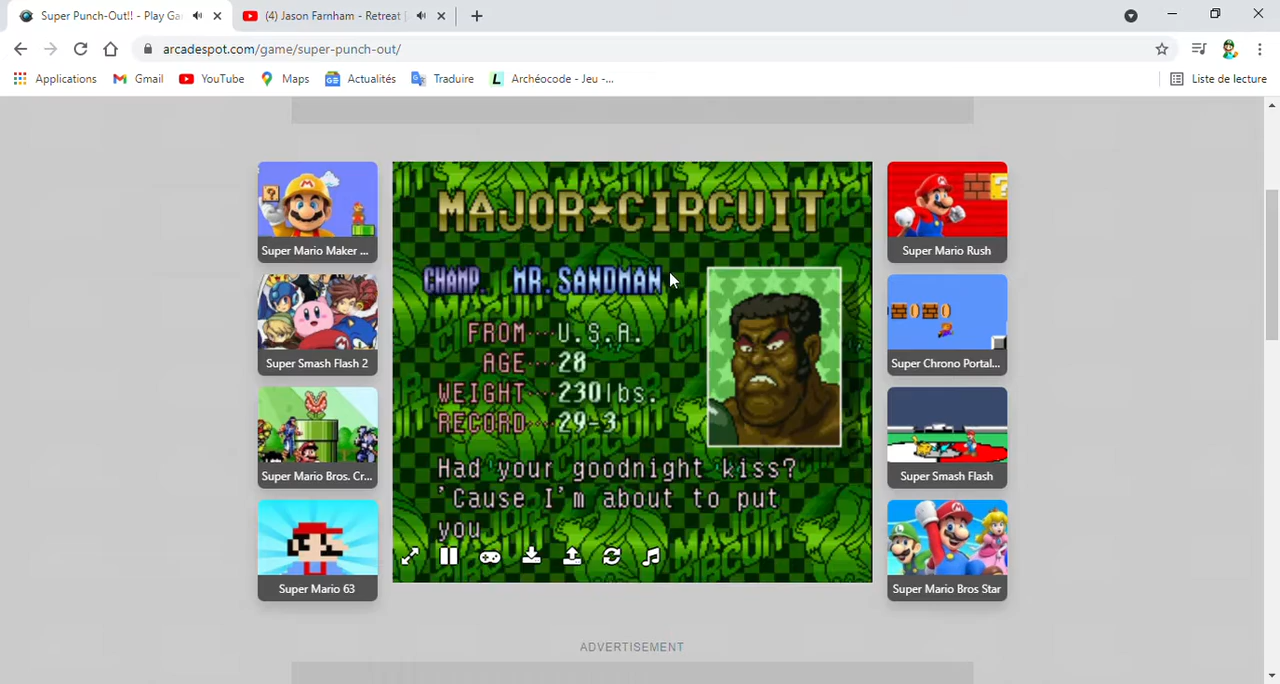 Super Punch-Out!! - Play Ga
(4) Jason Farnham - Retreat
arcadespot.com/game/super-punch-out/
Applications
Gmail
YouTube
Maps
Actualités
Traduire
Archéocode - Jeu -...
Liste de lecture
Super Mario Maker ...
Super Smash Flash 2
Super Mario Bros. Cr...
Super Mario 63
MAJOR★CIRCUIT
CHAMP. MR.SANDMAN
FROM····U.S.A.
AGE····28
WEIGHT····230lbs.
RECORD····29-3
Had your goodnight kiss?
'Cause I'm about to put
you
Super Mario Rush
Super Chrono Portal...
Super Smash Flash
Super Mario Bros Star
ADVERTISEMENT